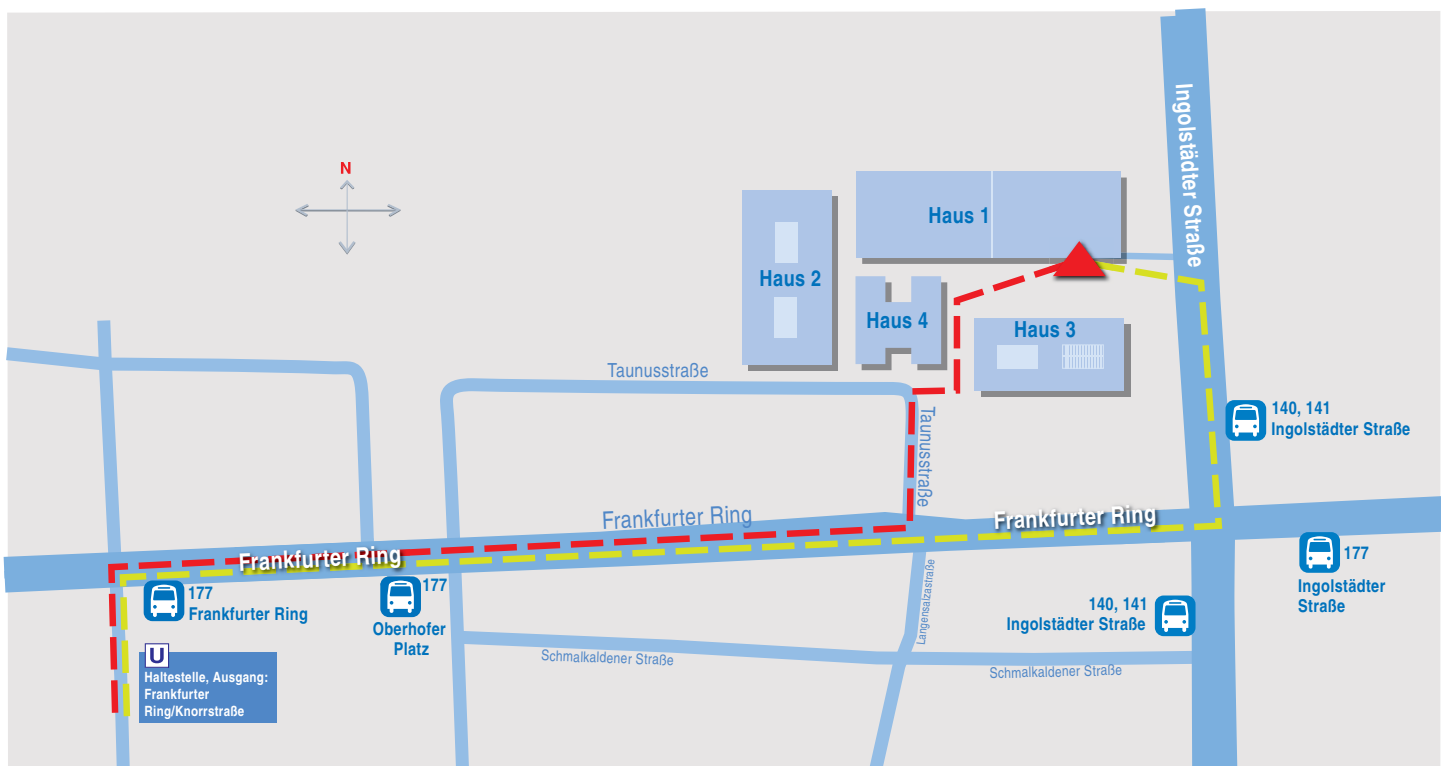 N
Ingolstädter Straße
Haus 1
Haus 2
Haus 4
Haus 3
Taunusstraße
Taunusstraße
140, 141
Ingolstädter Straße
Frankfurter Ring
Frankfurter Ring
Frankfurter Ring
177
Frankfurter Ring
177
Oberhofer
Platz
Langensalzastraße
140, 141
Ingolstädter Straße
177
Ingolstädter
Straße
U
Haltestelle, Ausgang:
Frankfurter
Ring/Knorrstraße
Schmalkaldener Straße
Schmalkaldener Straße